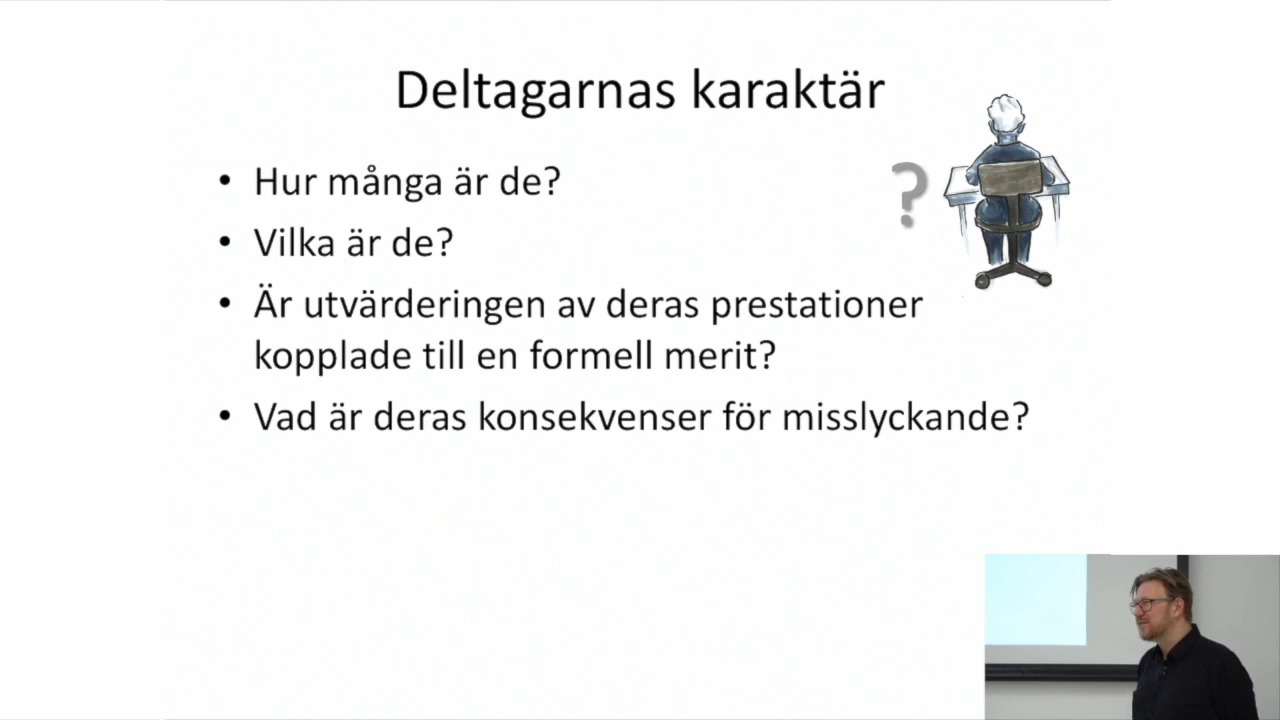 Deltagarnas karaktär
?
• Hur många är de?
• Vilka är de?
• Är utvärderingen av deras prestationer
kopplade till en formell merit?
• Vad är deras konsekvenser för misslyckande?